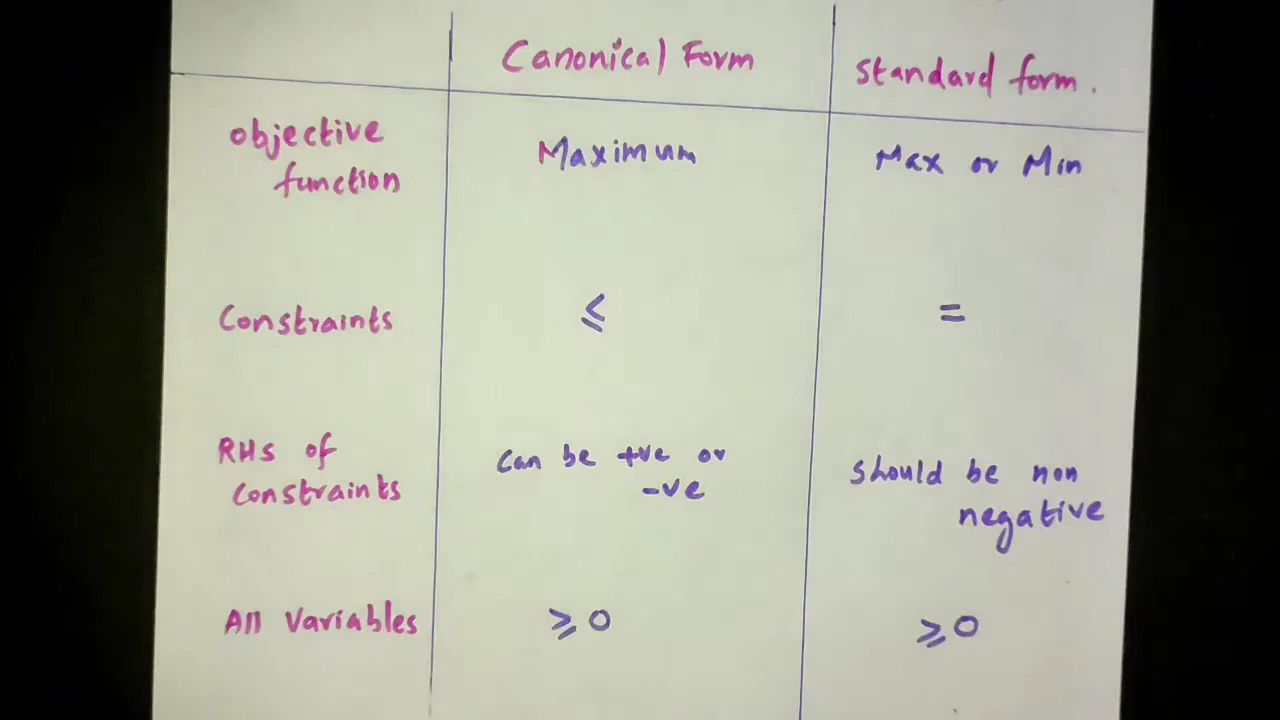 Canonical Form
Standard form.
Objective
function
Maximum
Max or Min
Constraints
≤
=
RHS of
constraints
can be +ve or
-ve
should be non
negative
All variables
≥ 0
≥ 0